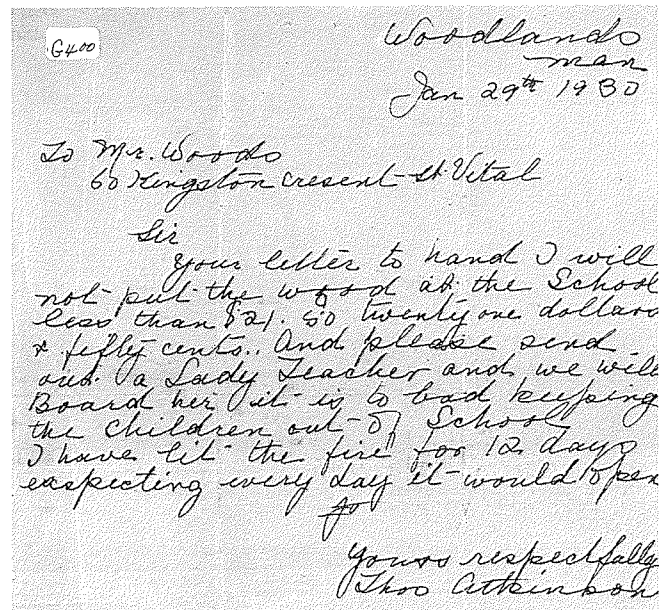 G400
Woodlands
man
Jan 29th 1930
To Mr. Woods
60 Kingston Cresent St. Vital
Sir
Your letter to hand I will
not put the wood at the School
less than $21.50 twenty one dollars
& fifty cents.. And please send
out a Lady Teacher and we will
Board her it is to bad keeping
the children out of School
I have lit the fire for 12 days
exspecting every day it would open
Yours respectfully
Thos Atkinson